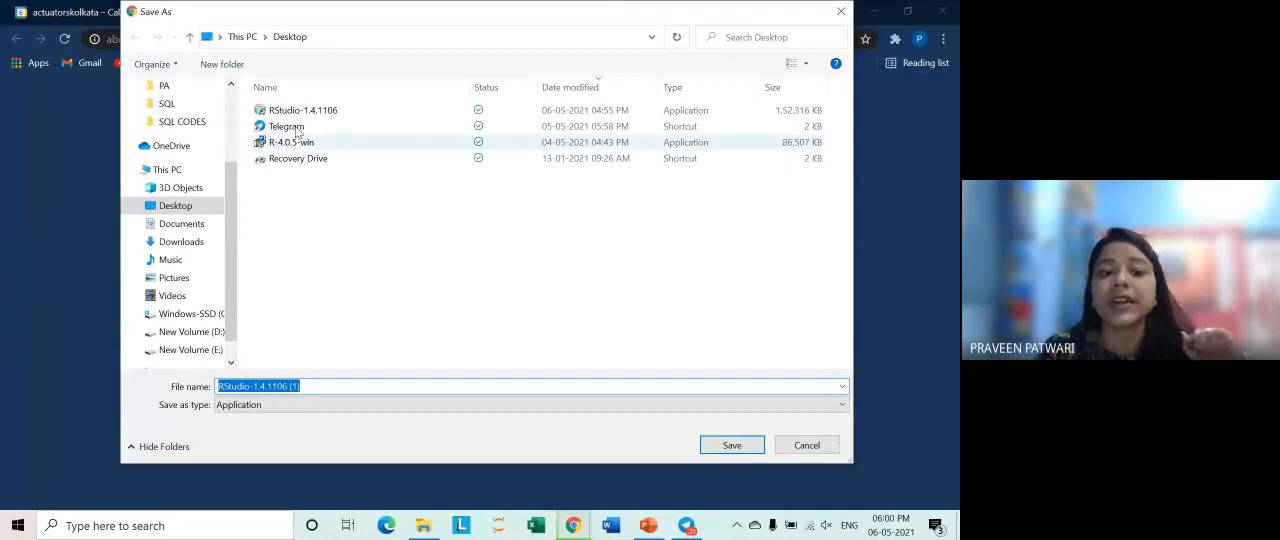 actuatorskolkata – Cal
Save As
This PC
Desktop
Search Desktop
abo
P
Apps
Gmail
Reading list
Organize
New folder
?
PA
SQL
SQL CODES
OneDrive
This PC
3D Objects
Desktop
Documents
Downloads
Music
Pictures
Videos
Windows-SSD (C
New Volume (D:)
New Volume (E:)
Name Status Date modified Type Size
RStudio-1.4.1106 06-05-2021 04:55 PM Application 1,52,316 KB
Telegram 05-05-2021 05:58 PM Shortcut 2 KB
R-4.0.5-win 04-05-2021 04:43 PM Application 86,507 KB
Recovery Drive 13-01-2021 09:26 AM Shortcut 2 KB
File name: RStudio-1.4.1106 (1)
Save as type: Application
Hide Folders
Save
Cancel
PRAVEEN PATWARI
Type here to search
L
ENG
06:00 PM
06-05-2021
3